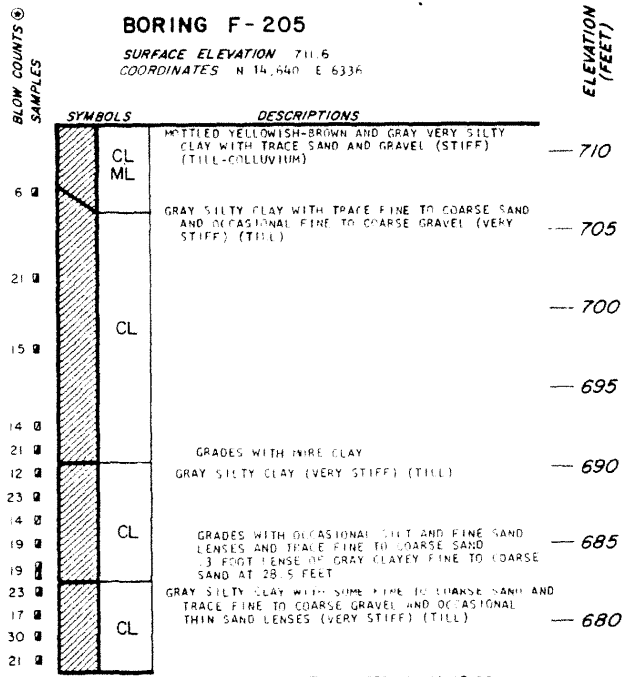 BORING F-205
SURFACE ELEVATION 711.6
COORDINATES N 14,640 E 6336
BLOW COUNTS
SAMPLES
ELEVATION
(FEET)
SYMBOLS
DESCRIPTIONS
CL
ML
MOTTLED YELLOWISH-BROWN AND GRAY VERY SILTY
CLAY WITH TRACE SAND AND GRAVEL (STIFF)
(TILL-COLLUVIUM)
710
6
GRAY SILTY CLAY WITH TRACE FINE TO COARSE SAND
AND OCCASIONAL FINE TO COARSE GRAVEL (VERY
STIFF) (TILL)
705
21
700
CL
15
695
14
21
GRADES WITH MORE CLAY
12
GRAY SILTY CLAY (VERY STIFF) (TILL)
690
23
14
CL
19
GRADES WITH OCCASIONAL SILT AND FINE SAND
LENSES AND TRACE FINE TO COARSE SAND
.3 FOOT LENSE OF GRAY CLAYEY FINE TO COARSE
SAND AT 28.5 FEET
685
19
23
GRAY SILTY CLAY WITH SOME FINE TO COARSE SAND AND
TRACE FINE TO COARSE GRAVEL AND OCCASIONAL
THIN SAND LENSES (VERY STIFF) (TILL)
17
680
CL
30
21